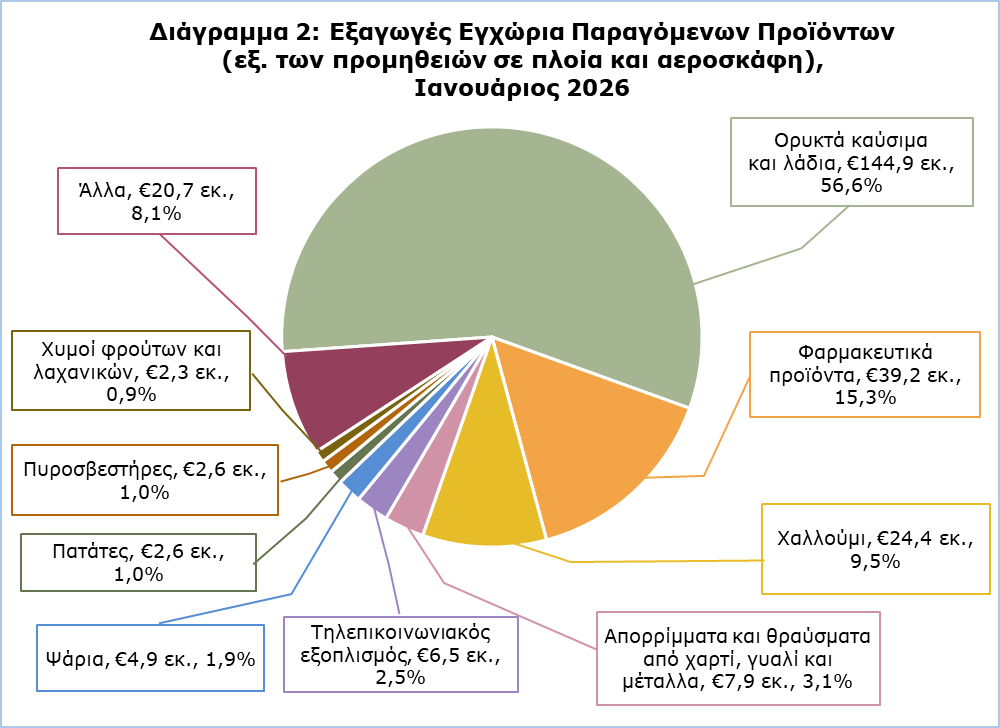 Διάγραμμα 2: Εξαγωγές Εγχώρια Παραγόμενων Προϊόντων
(εξ. των προμηθειών σε πλοία και αεροσκάφη),
Ιανουάριος 2026
Ορυκτά καύσιμα
και λάδια, €144,9 εκ.,
56,6%
Φαρμακευτικά
προϊόντα, €39,2 εκ.,
15,3%
Χαλλούμι, €24,4 εκ.,
9,5%
Απορρίμματα και θραύσματα
από χαρτί, γυαλί και
μέταλλα, €7,9 εκ., 3,1%
Τηλεπικοινωνιακός
εξοπλισμός, €6,5 εκ.,
2,5%
Ψάρια, €4,9 εκ., 1,9%
Πατάτες, €2,6 εκ.,
1,0%
Πυροσβεστήρες, €2,6 εκ.,
1,0%
Χυμοί φρούτων και
λαχανικών, €2,3 εκ.,
0,9%
Άλλα, €20,7 εκ.,
8,1%